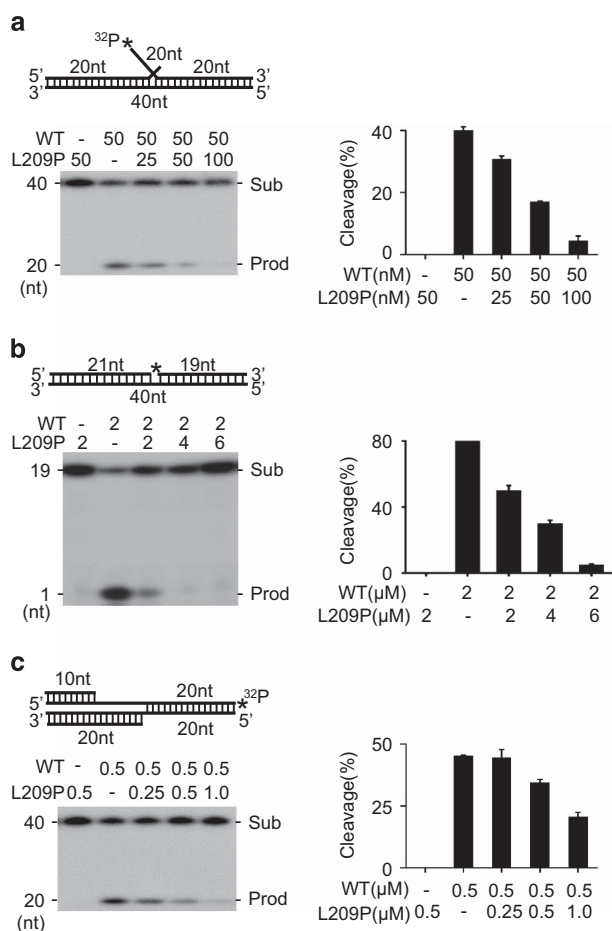 a
32P * 20nt
20nt 20nt
5' 3'
3' 5'
40nt
WT - 50 50 50 50
L209P 50 - 25 50 100
40 - - Sub
20 - - Prod
(nt)
Cleavage(%)
40
20
0
WT(nM) - 50 50 50 50
L209P(nM) 50 - 25 50 100
b
21nt * 19nt
5' 3'
3' 5'
40nt
WT - 2 2 2 2
L209P 2 - 2 4 6
19 - - Sub
1 - - Prod
(nt)
Cleavage(%)
80
40
0
WT(µM) - 2 2 2 2
L209P(µM) 2 - 2 4 6
c
10nt 20nt
5' *32P
3' 5'
20nt 20nt
WT - 0.5 0.5 0.5 0.5
L209P 0.5 - 0.25 0.5 1.0
40 - - Sub
20 - - Prod
(nt)
Cleavage(%)
50
25
0
WT(µM) - 0.5 0.5 0.5 0.5
L209P(µM) 0.5 - 0.25 0.5 1.0